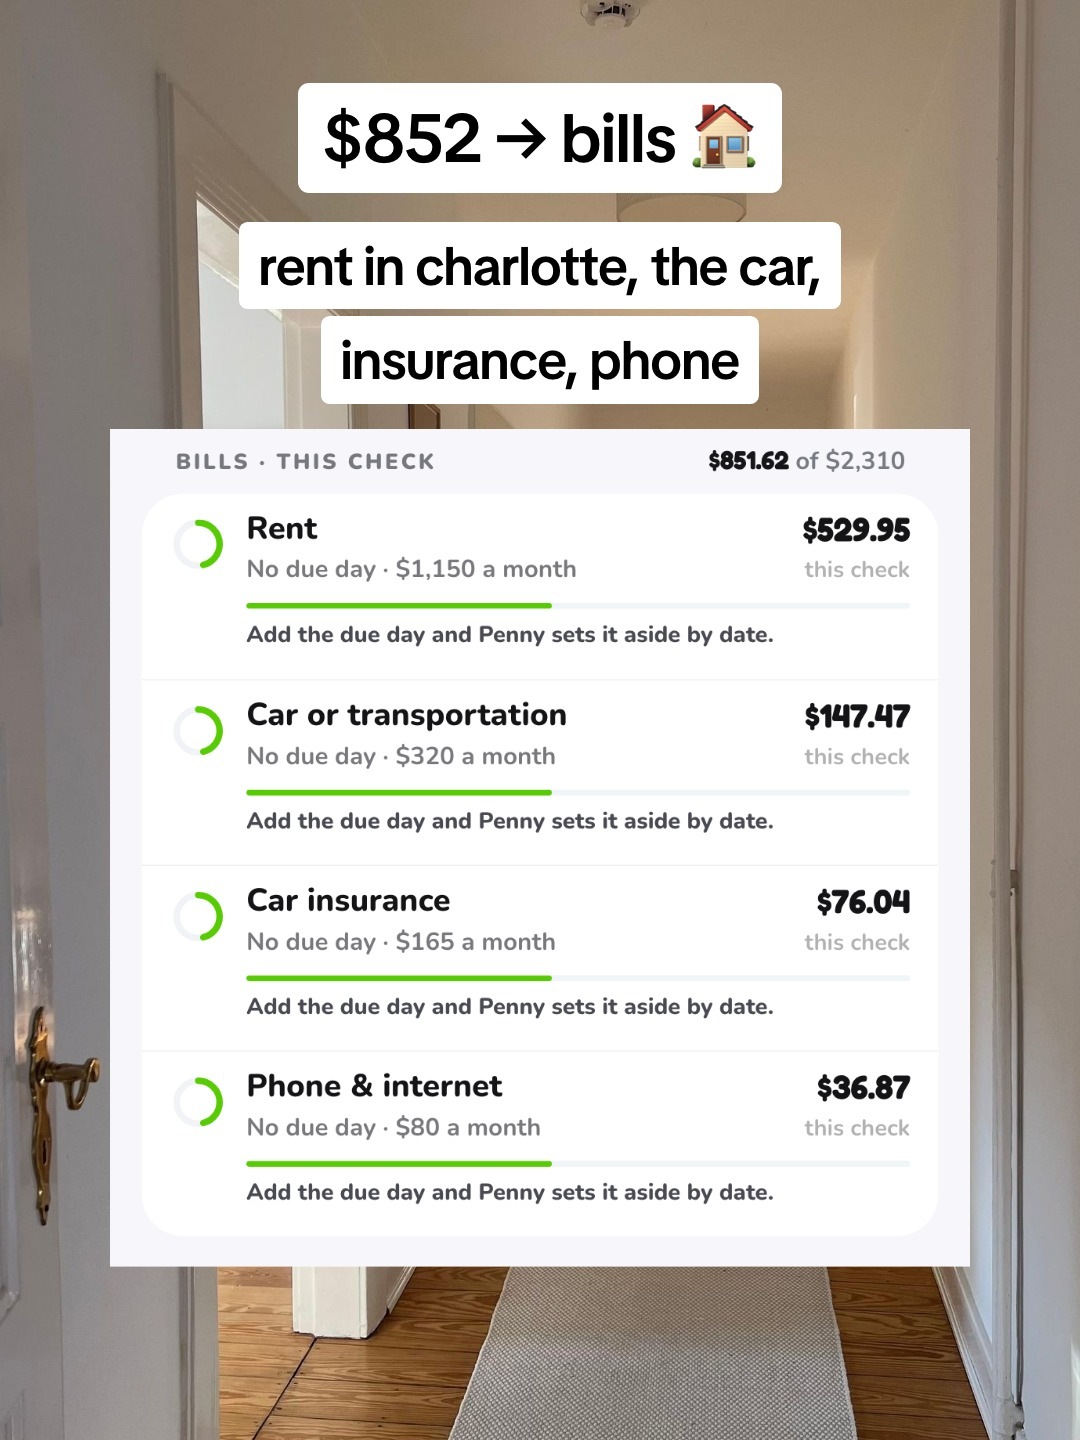 $852 → bills 🏠
rent in charlotte, the car,
insurance, phone
BILLS · THIS CHECK $851.62 of $2,310
Rent $529.95
No due day · $1,150 a month this check
Add the due day and Penny sets it aside by date.
Car or transportation $147.47
No due day · $320 a month this check
Add the due day and Penny sets it aside by date.
Car insurance $76.04
No due day · $165 a month this check
Add the due day and Penny sets it aside by date.
Phone & internet $36.87
No due day · $80 a month this check
Add the due day and Penny sets it aside by date.